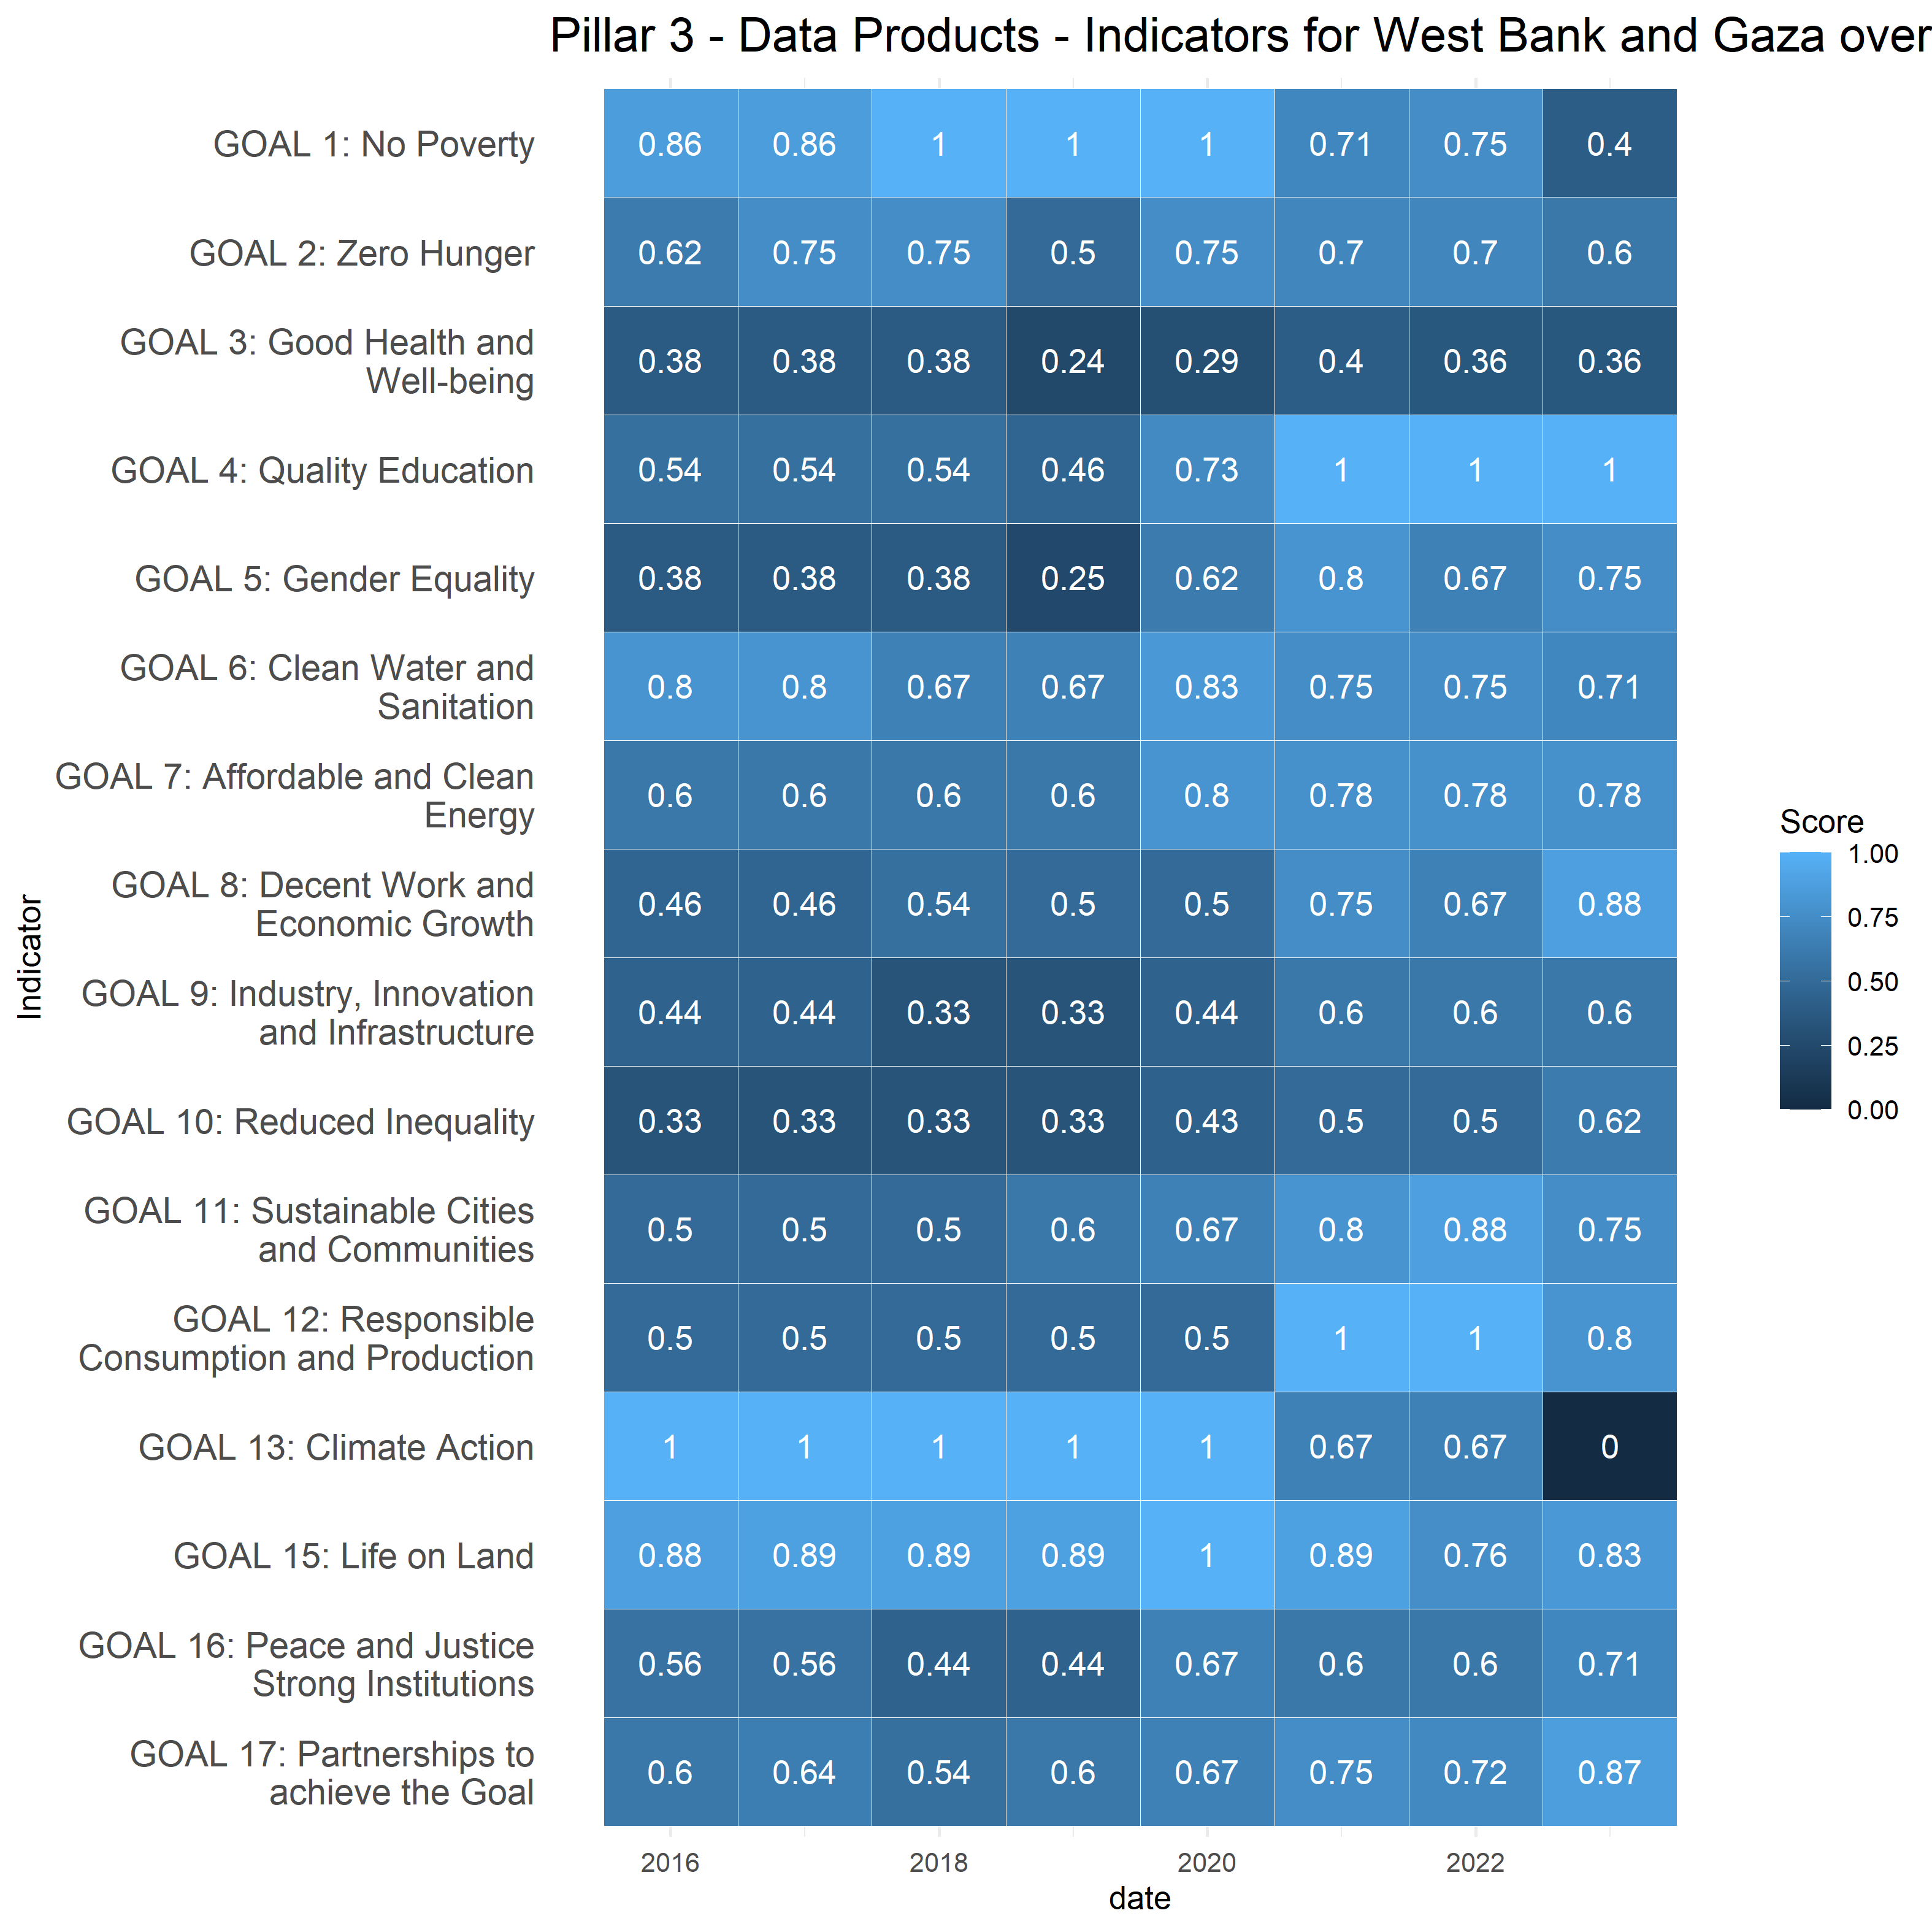 Pillar 3 - Data Products - Indicators for West Bank and Gaza over
GOAL 1: No Poverty 0.86 0.86 1 1 1 0.71 0.75 0.4
GOAL 2: Zero Hunger 0.62 0.75 0.75 0.5 0.75 0.7 0.7 0.6
GOAL 3: Good Health and
Well-being
0.38 0.38 0.38 0.24 0.29 0.4 0.36 0.36
GOAL 4: Quality Education 0.54 0.54 0.54 0.46 0.73 1 1 1
GOAL 5: Gender Equality 0.38 0.38 0.38 0.25 0.62 0.8 0.67 0.75
GOAL 6: Clean Water and
Sanitation
0.8 0.8 0.67 0.67 0.83 0.75 0.75 0.71
GOAL 7: Affordable and Clean
Energy
0.6 0.6 0.6 0.6 0.8 0.78 0.78 0.78
GOAL 8: Decent Work and
Economic Growth
0.46 0.46 0.54 0.5 0.5 0.75 0.67 0.88
GOAL 9: Industry, Innovation
and Infrastructure
0.44 0.44 0.33 0.33 0.44 0.6 0.6 0.6
GOAL 10: Reduced Inequality 0.33 0.33 0.33 0.33 0.43 0.5 0.5 0.62
GOAL 11: Sustainable Cities
and Communities
0.5 0.5 0.5 0.6 0.67 0.8 0.88 0.75
GOAL 12: Responsible
Consumption and Production
0.5 0.5 0.5 0.5 0.5 1 1 0.8
GOAL 13: Climate Action 1 1 1 1 1 0.67 0.67 0
GOAL 15: Life on Land 0.88 0.89 0.89 0.89 1 0.89 0.76 0.83
GOAL 16: Peace and Justice
Strong Institutions
0.56 0.56 0.44 0.44 0.67 0.6 0.6 0.71
GOAL 17: Partnerships to
achieve the Goal
0.6 0.64 0.54 0.6 0.67 0.75 0.72 0.87
2016 2018 2020 2022
date
Indicator
Score
1.00
0.75
0.50
0.25
0.00